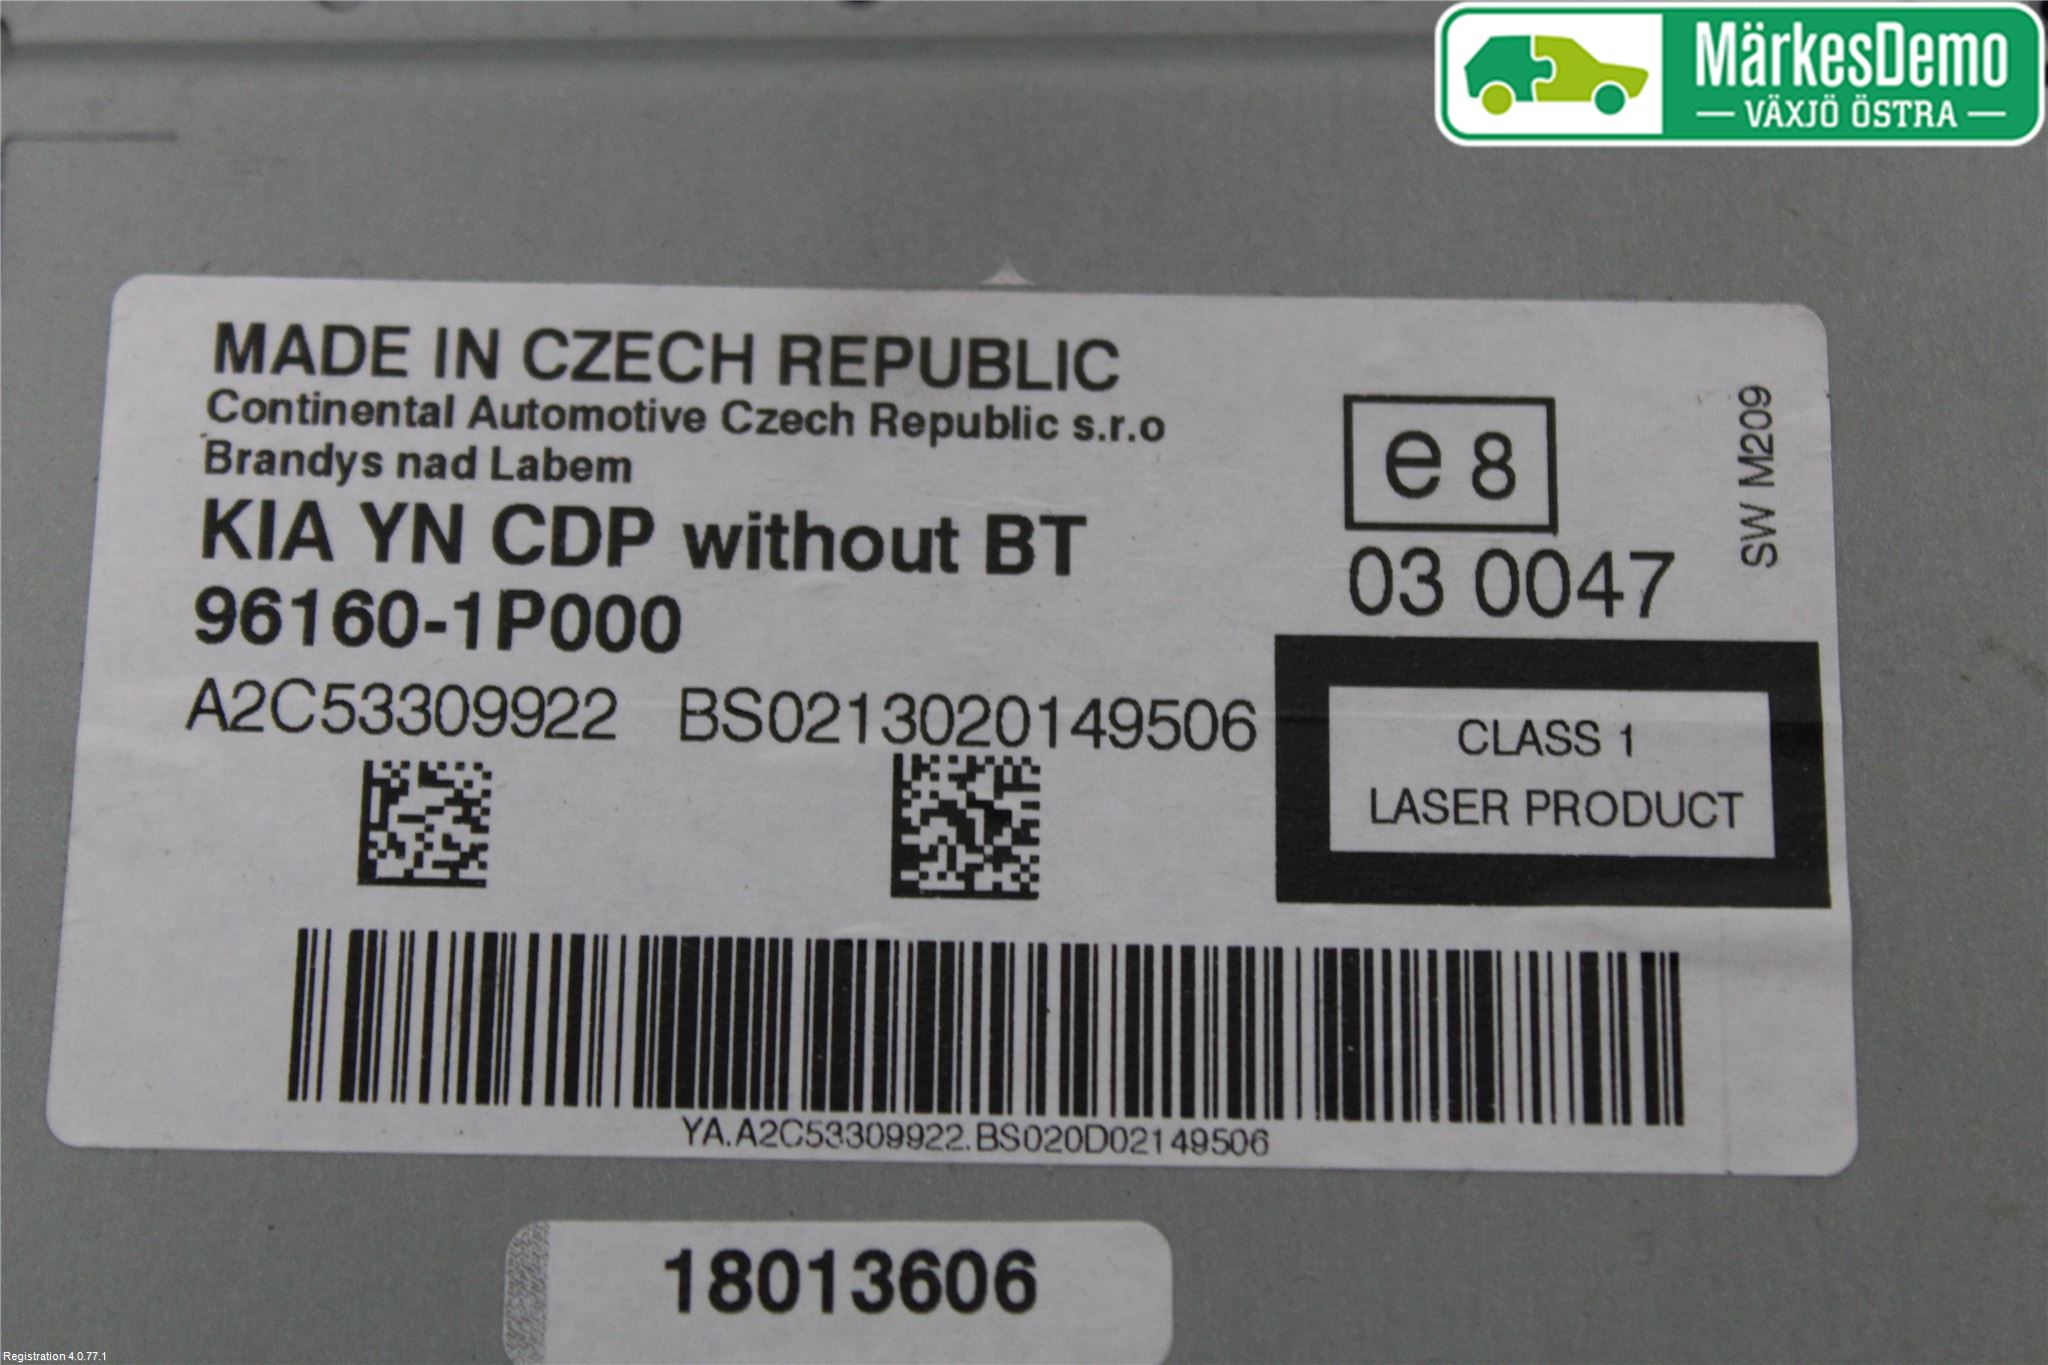 MärkesDemo
VÄXJÖ ÖSTRA
MADE IN CZECH REPUBLIC
Continental Automotive Czech Republic s.r.o
Brandys nad Labem
KIA YN CDP without BT
96160-1P000
A2C53309922 BS0213020149506
e8
03 0047
SW M209
CLASS 1
LASER PRODUCT
YA.A2C53309922.BS020D02149506
18013606
Registration 4.0.77.1